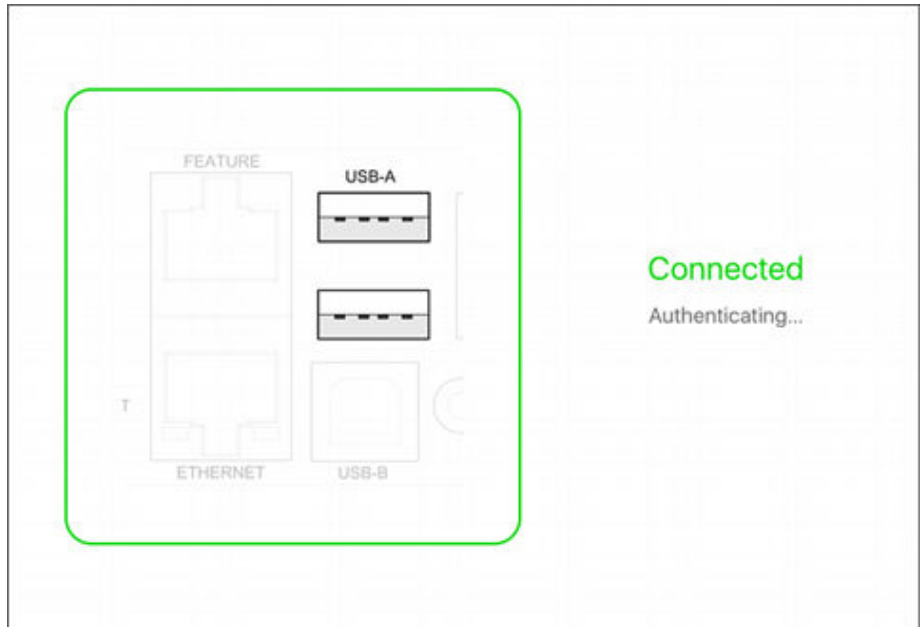 FEATURE
USB-A
Connected
Authenticating...
T
ETHERNET
USB-B